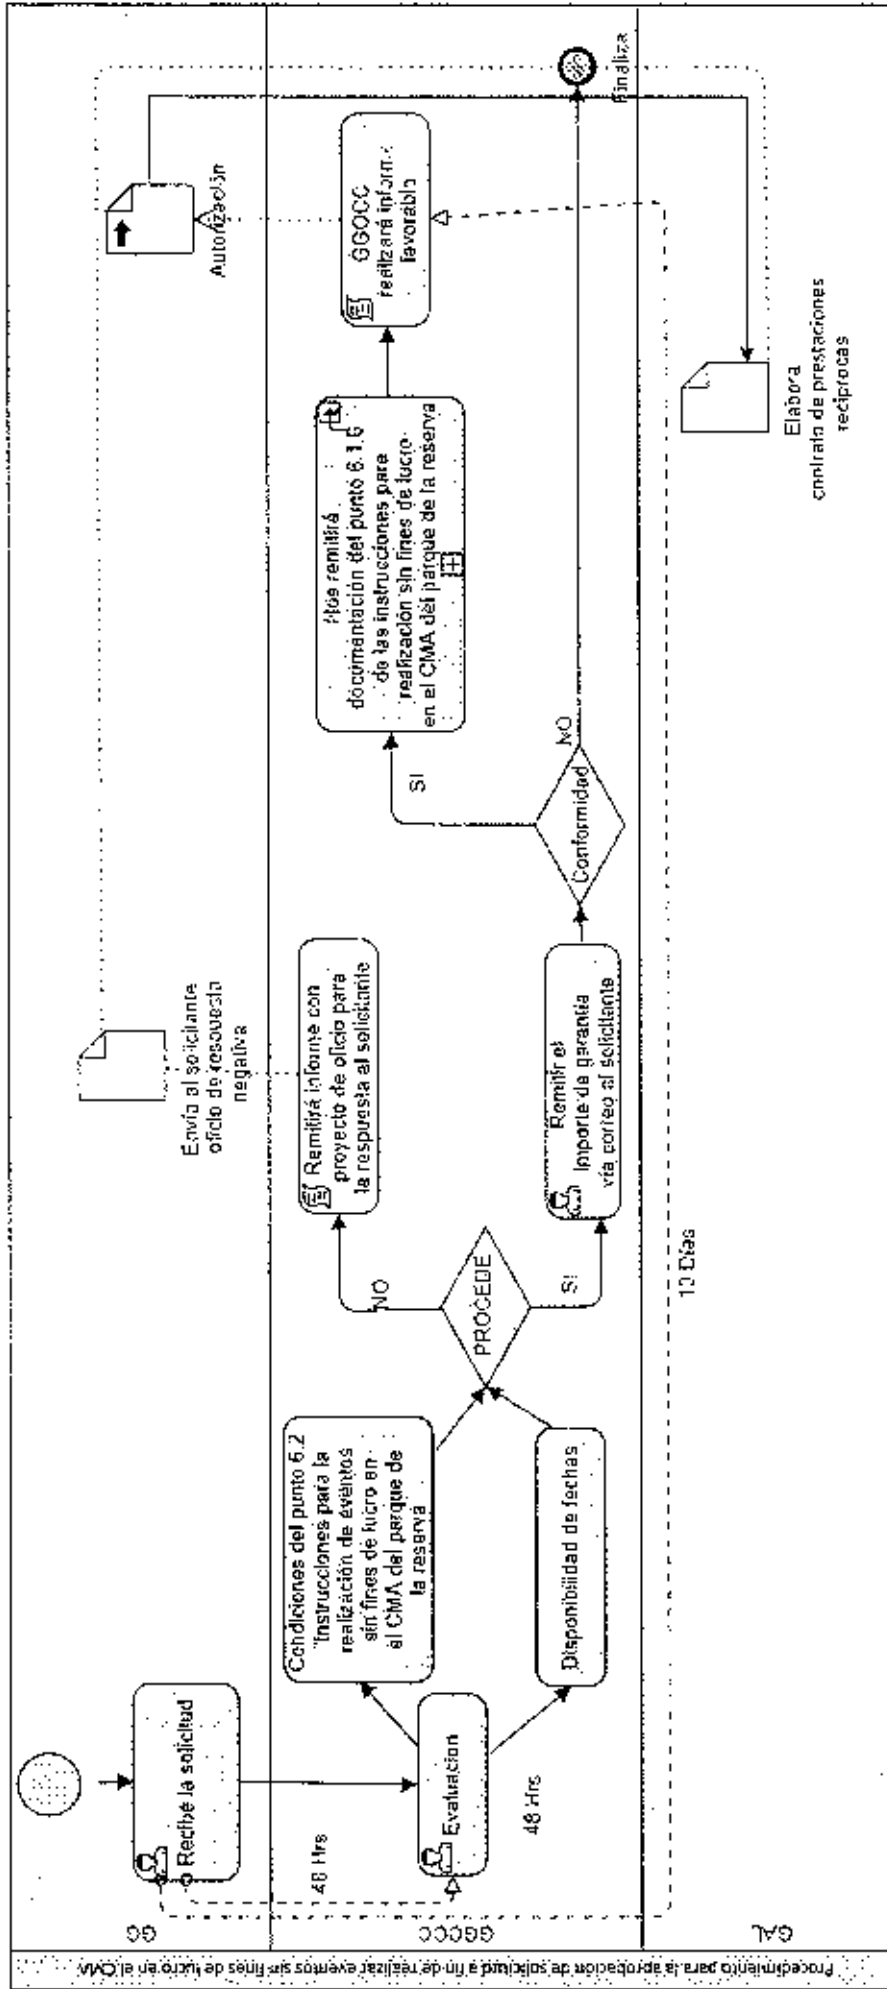 Procedimiento para la aprobación de solicitud a fin de realizar eventos sin fines de lucro en el CMA
GG
GGOCC
GAL
Recibe la solicitud
48 Hrs
Evaluacion
48 Hrs
Condiciones del punto 6.2
"Instrucciones para la
realización de eventos
sin fines de lucro en
el CMA del parque de
la reserva
Disponibilidad de fechas
PROCEDE
NO
SI
Remitirá informe con
proyecto de oficio para
la respuesta al solicitante
Envía al solicitante
oficio de respuesta
negativa
Remitir el
importe de garantía
vía correo al solicitante
Conformidad
SI
NO
Nos remitirá
documentación del punto 6.1.6
de las instrucciones para
realización sin fines de lucro
en el CMA del parque de la reserva
GGOCC
realizará informe
favorable
Autorización
Finaliza
Elabora
contrato de prestaciones
reciprocas
10 Días